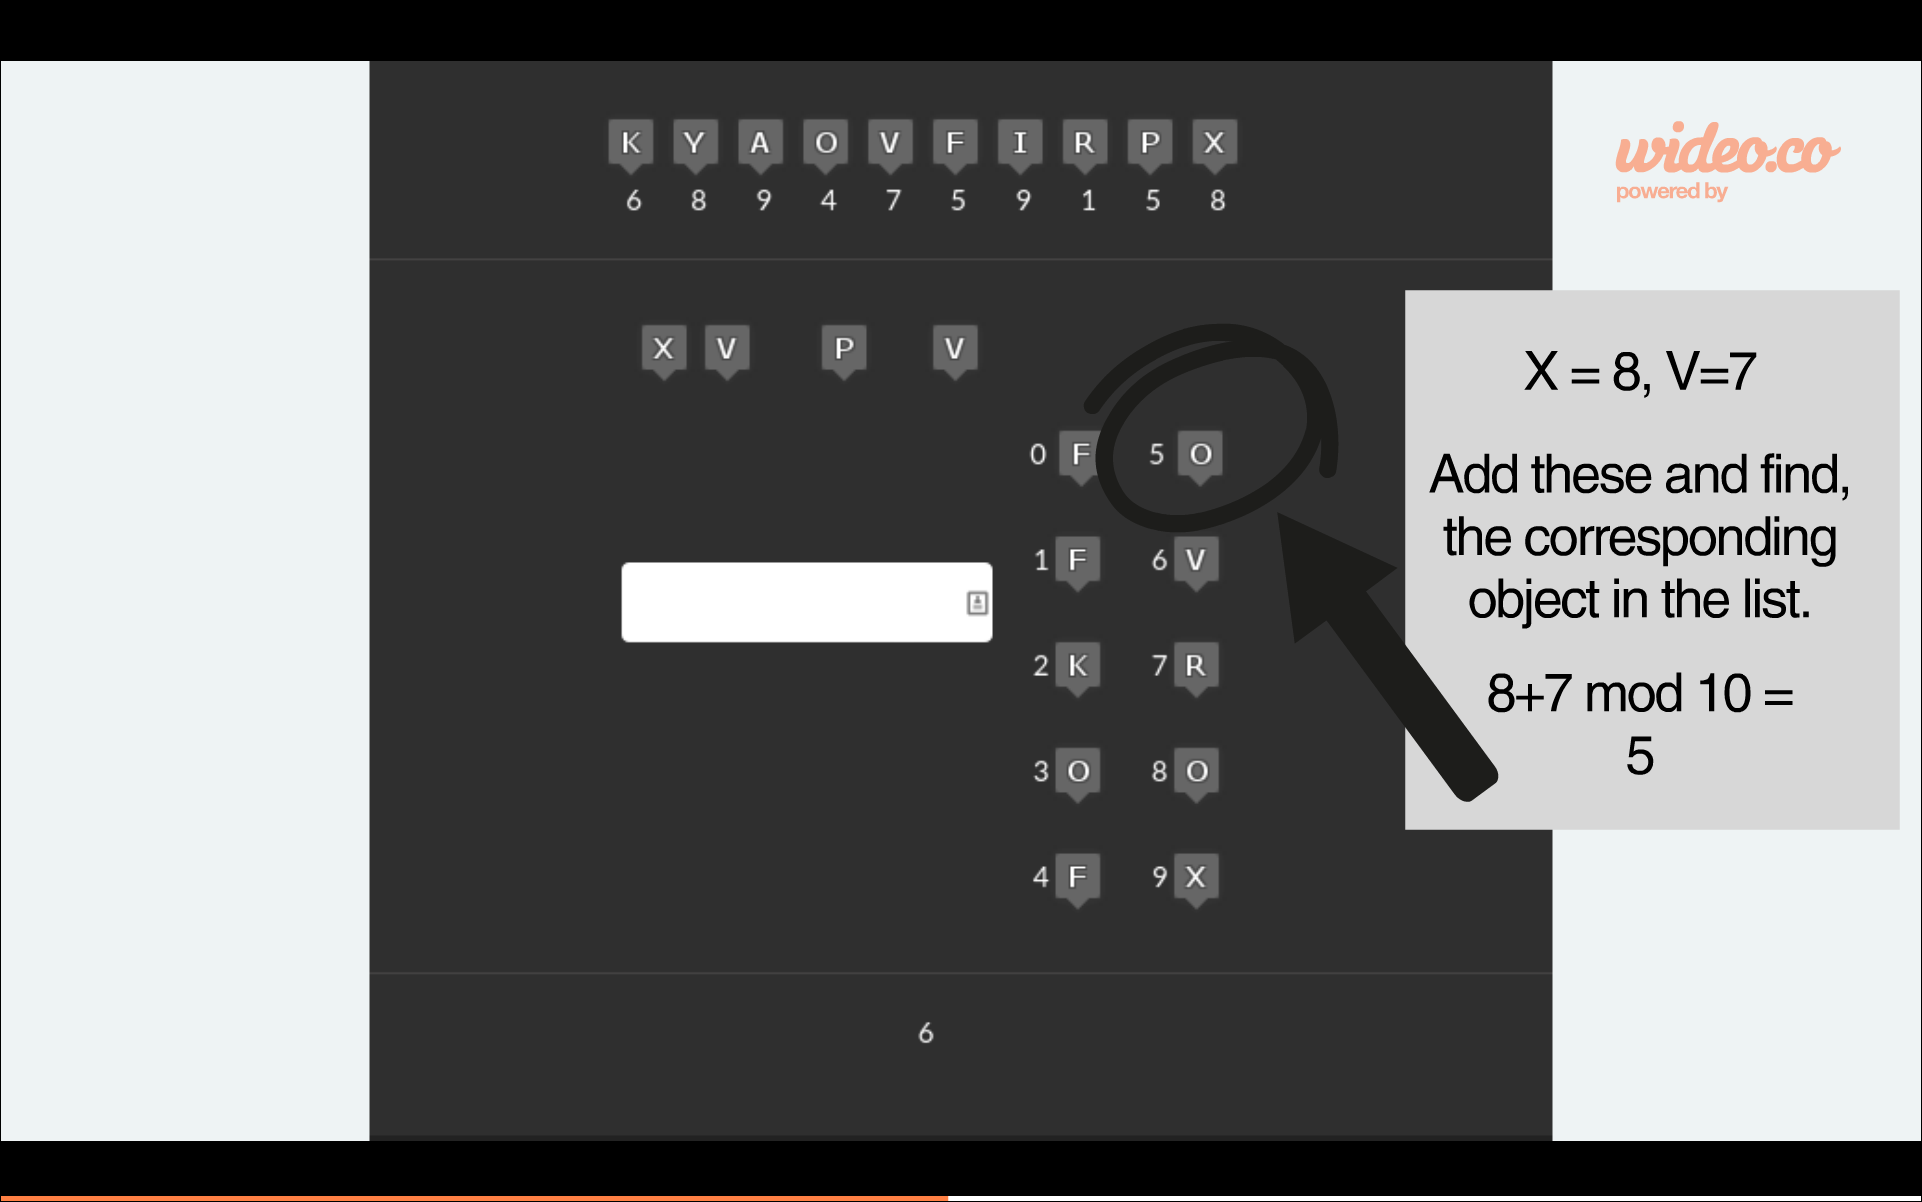 K Y A O V F I R P X
6 8 9 4 7 5 9 1 5 8
wideo.co
powered by
X V P V
0 F 5 O
1 F 6 V
2 K 7 R
3 O 8 O
4 F 9 X
6
X = 8, V=7
Add these and find,
the corresponding
object in the list.
8+7 mod 10 =
5